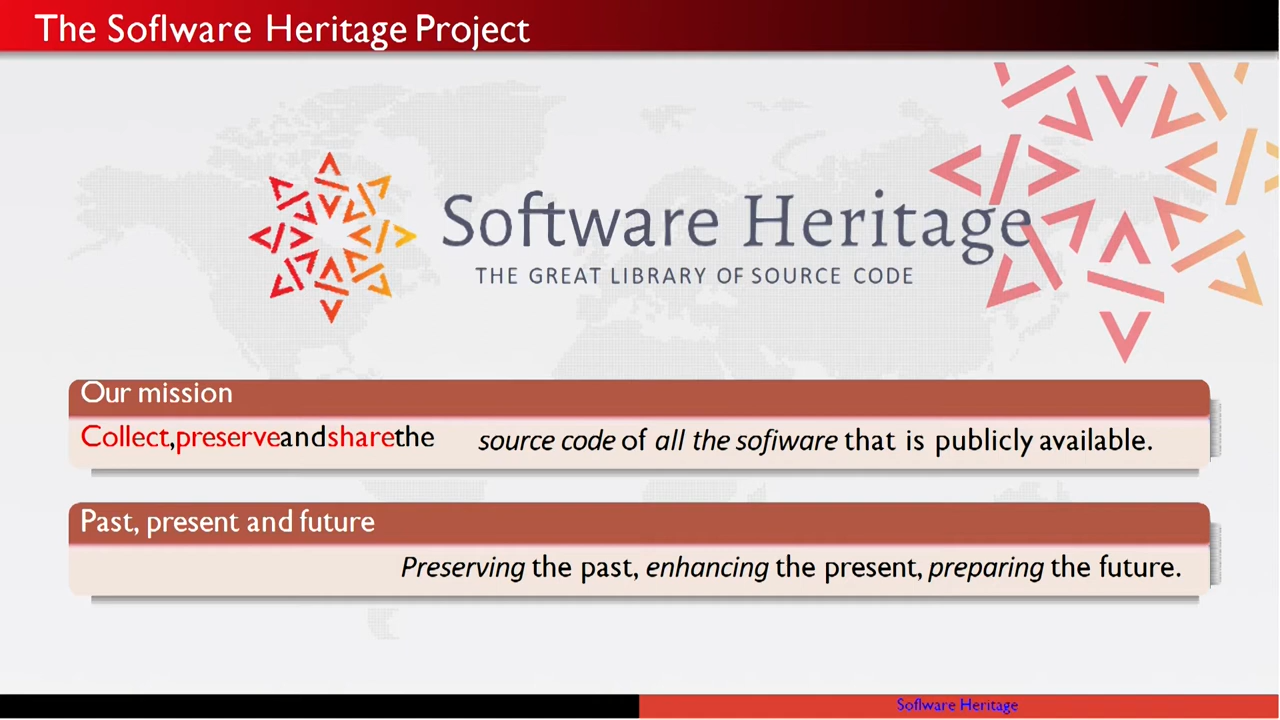 The Soflware Heritage Project
Software Heritage
THE GREAT LIBRARY OF SOURCE CODE
Our mission
Collect,preserveandsharethe source code of all the sofiware that is publicly available.
Past, present and future
Preserving the past, enhancing the present, preparing the future.
Soflware Heritage